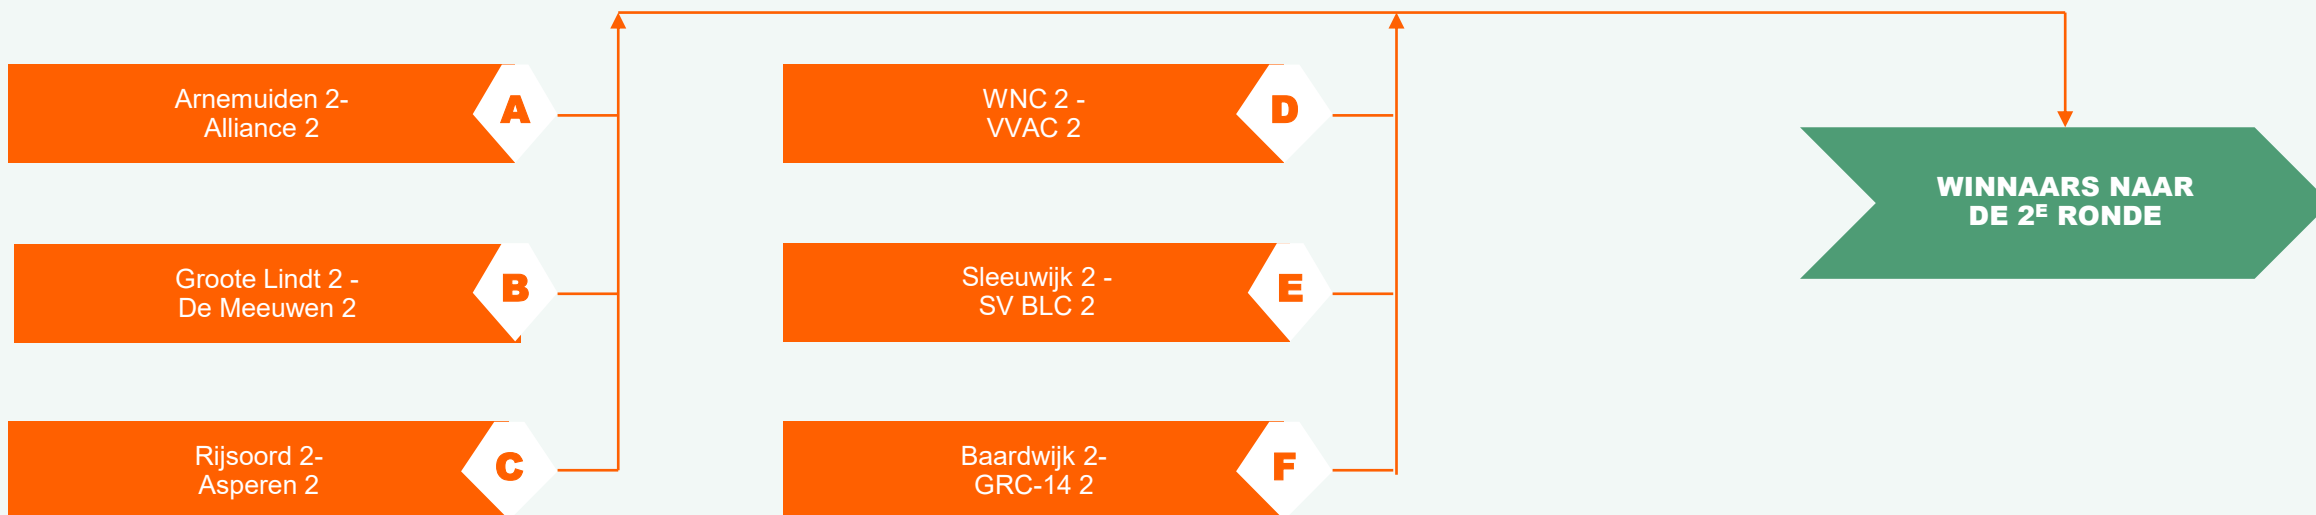 Arnemuiden 2-
Alliance 2
A
Groote Lindt 2 -
De Meeuwen 2
B
Rijsoord 2-
Asperen 2
C
WNC 2 -
VVAC 2
D
Sleeuwijk 2 -
SV BLC 2
E
Baardwijk 2-
GRC-14 2
F
WINNAARS NAAR
DE 2E RONDE